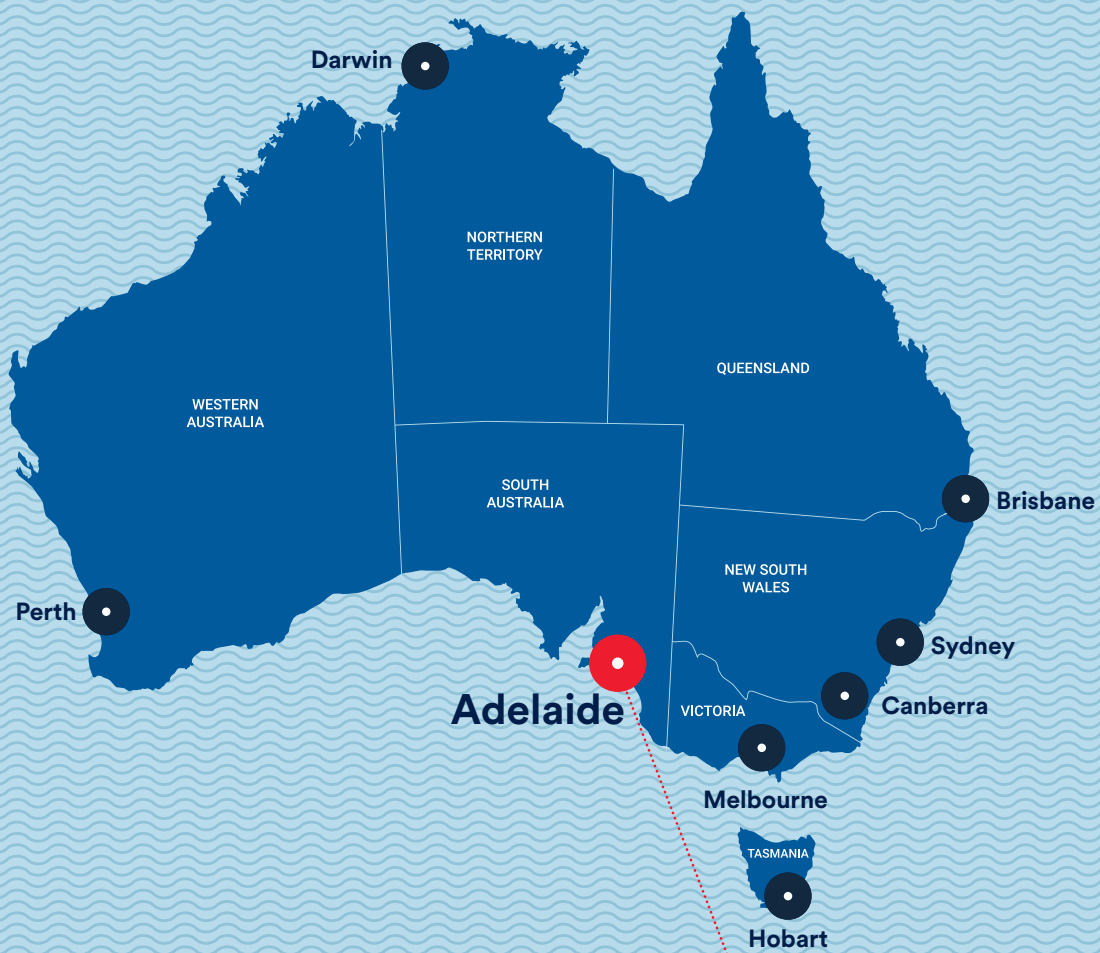 Darwin
NORTHERN
TERRITORY
QUEENSLAND
WESTERN
AUSTRALIA
SOUTH
AUSTRALIA
Brisbane
NEW SOUTH
WALES
Perth
Sydney
Adelaide
VICTORIA
Canberra
Melbourne
TASMANIA
Hobart